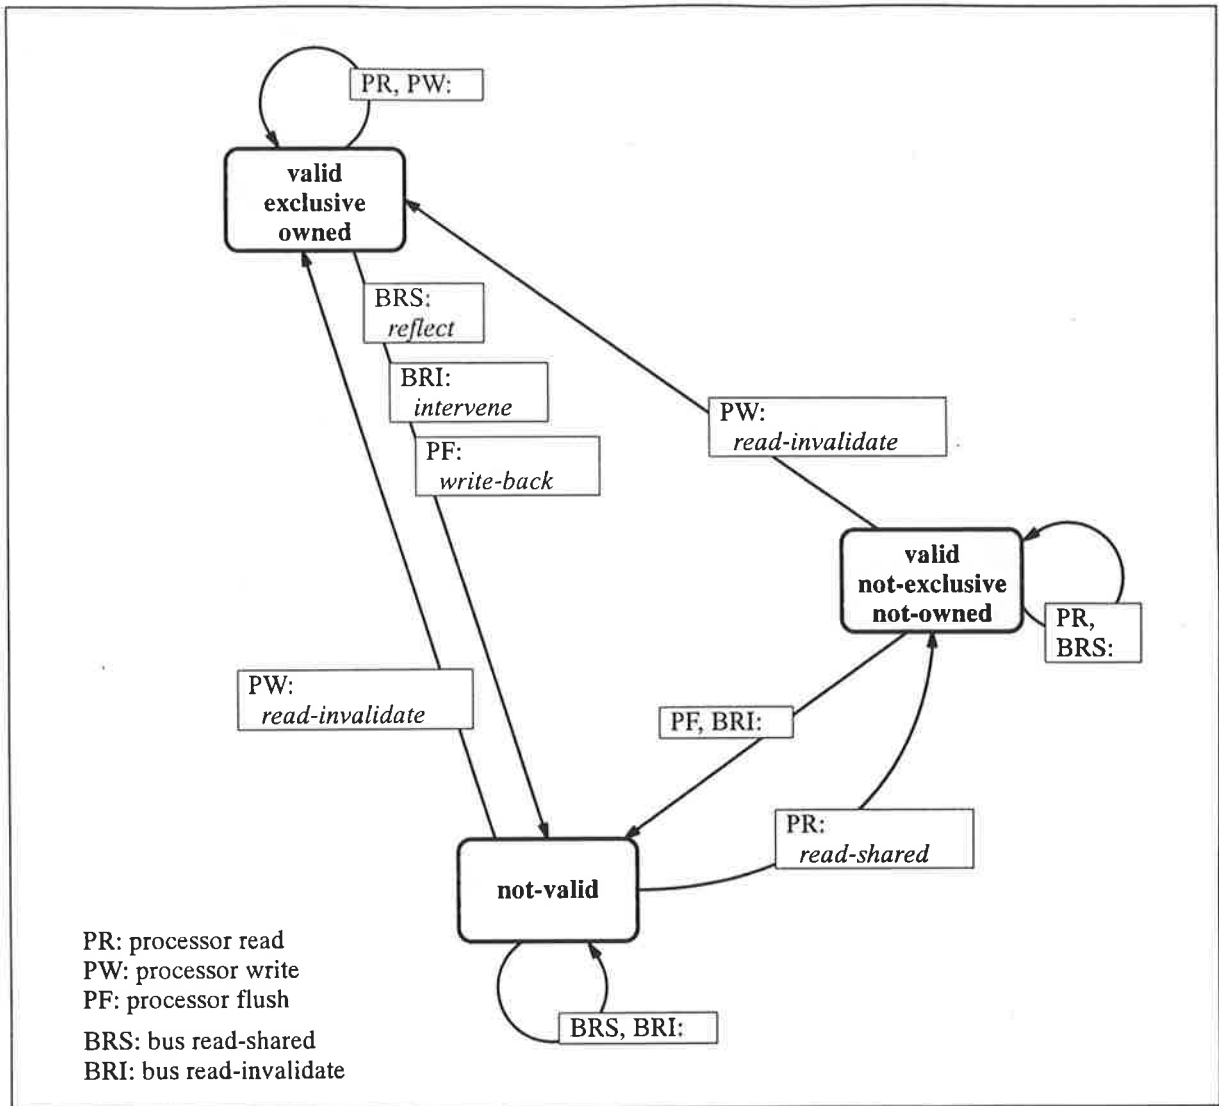 PR, PW:
valid
exclusive
owned
BRS:
reflect
BRI:
intervene
PF:
write-back
PW:
read-invalidate
valid
not-exclusive
not-owned
PR,
BRS:
PW:
read-invalidate
PF, BRI:
PR:
read-shared
not-valid
BRS, BRI:
PR: processor read
PW: processor write
PF: processor flush
BRS: bus read-shared
BRI: bus read-invalidate